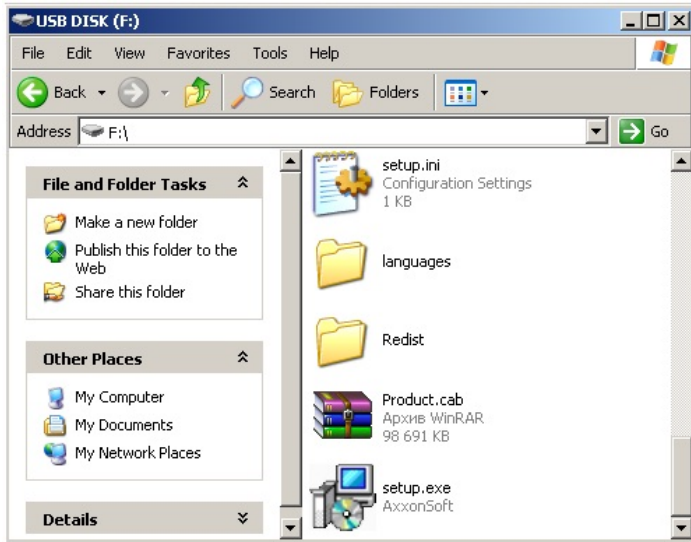 USB DISK (F:)
File Edit View Favorites Tools Help
Back Search Folders
Address F:\ Go
File and Folder Tasks
Make a new folder
Publish this folder to the
Web
Share this folder
Other Places
My Computer
My Documents
My Network Places
Details
setup.ini
Configuration Settings
1 KB
languages
Redist
Product.cab
Архив WinRAR
98 691 KB
setup.exe
AxxonSoft